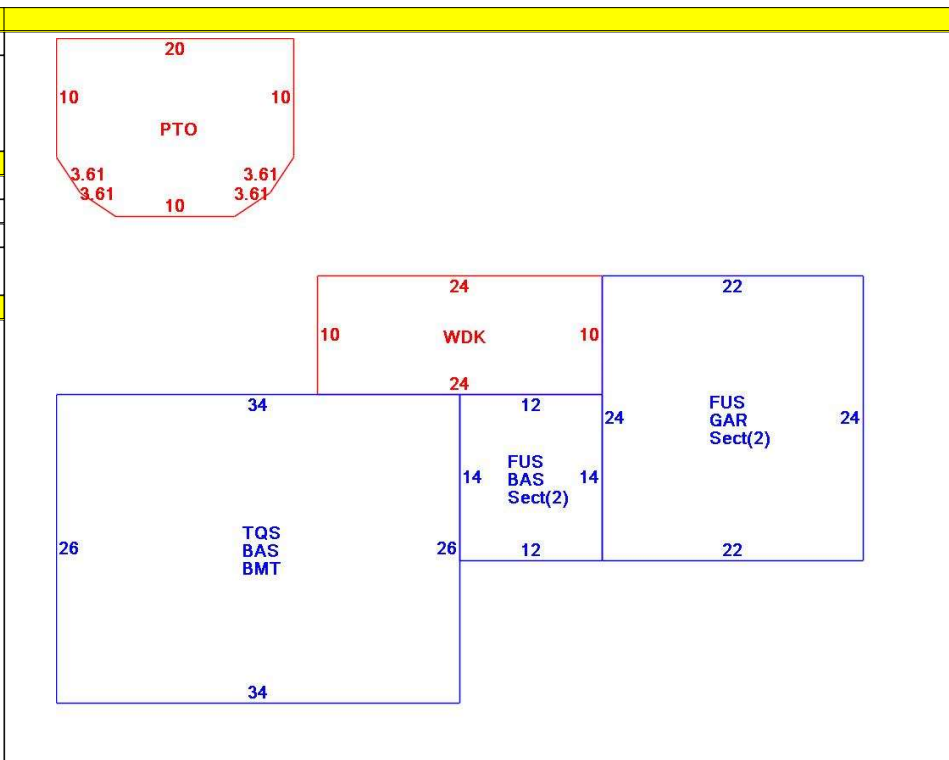 20
10 10
PTO
3.61 3.61
3.61 3.61
10
24 22
10 WDK 10
24
34 12
24 FUS 24
GAR
Sect(2)
14 FUS 14
BAS
Sect(2)
26 TQS 26
BAS
BMT
12 22
34